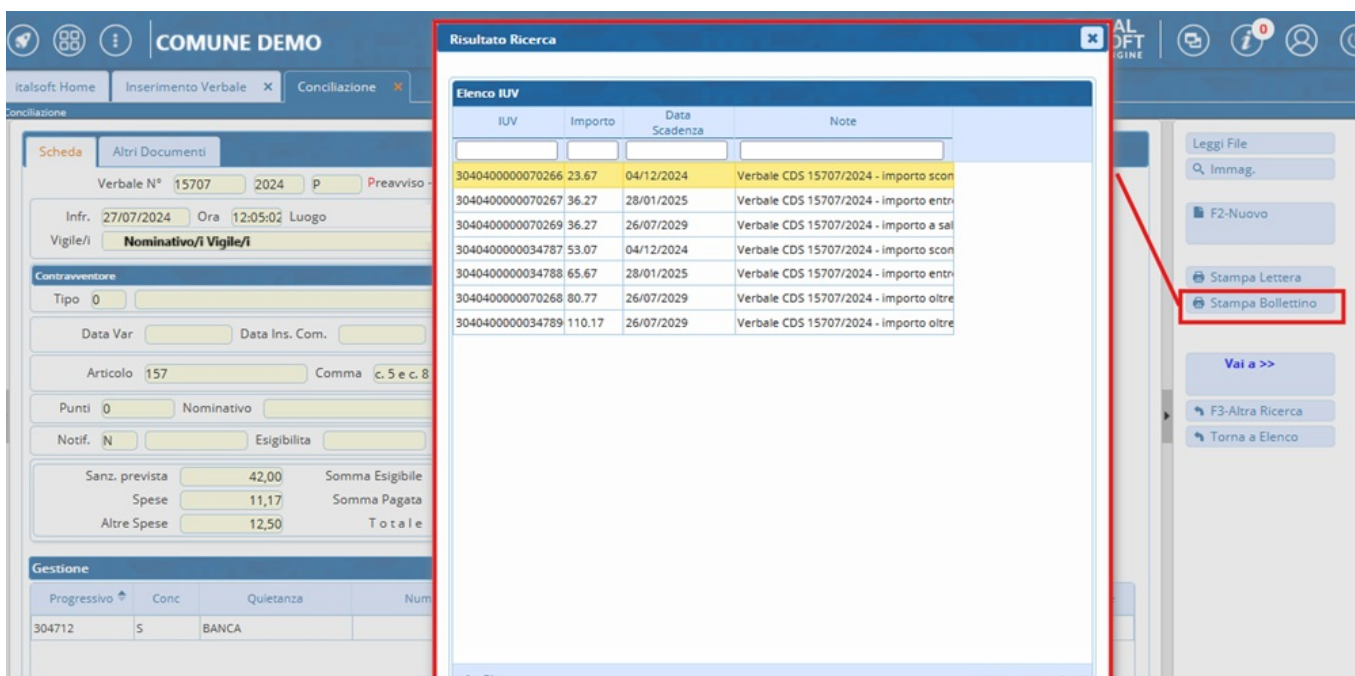 COMUNE DEMO
italsoft Home
Inserimento Verbale
Conciliazione
Conciliazione
0
Scheda
Altri Documenti
Verbale N° 15707 2024 P Preavviso -
Infr. 27/07/2024 Ora 12:05:02 Luogo
Vigile/i Nominativo/i Vigile/i
Contravventore
Tipo 0
Data Var Data Ins. Com.
Articolo 157 Comma c. 5 e c. 8
Punti 0 Nominativo
Notif. N Esigibilita
Sanz. prevista 42,00 Somma Esigibile
Spese 11,17 Somma Pagata
Altre Spese 12,50 Totale
Gestione
Progressivo Conc Quietanza Num
304712 S BANCA
Risultato Ricerca
Elenco IUV
IUV Importo Data Scadenza Note
3040400000070266 23.67 04/12/2024 Verbale CDS 15707/2024 - importo scon
3040400000070267 36.27 28/01/2025 Verbale CDS 15707/2024 - importo entr
3040400000070269 36.27 26/07/2029 Verbale CDS 15707/2024 - importo a sal
3040400000034787 53.07 04/12/2024 Verbale CDS 15707/2024 - importo scon
3040400000034788 65.67 28/01/2025 Verbale CDS 15707/2024 - importo entr
3040400000070268 80.77 26/07/2029 Verbale CDS 15707/2024 - importo oltre
3040400000034789 110.17 26/07/2029 Verbale CDS 15707/2024 - importo oltre
Leggi File
Immag.
F2-Nuovo
Stampa Lettera
Stampa Bollettino
Vai a >>
F3-Altra Ricerca
Torna a Elenco